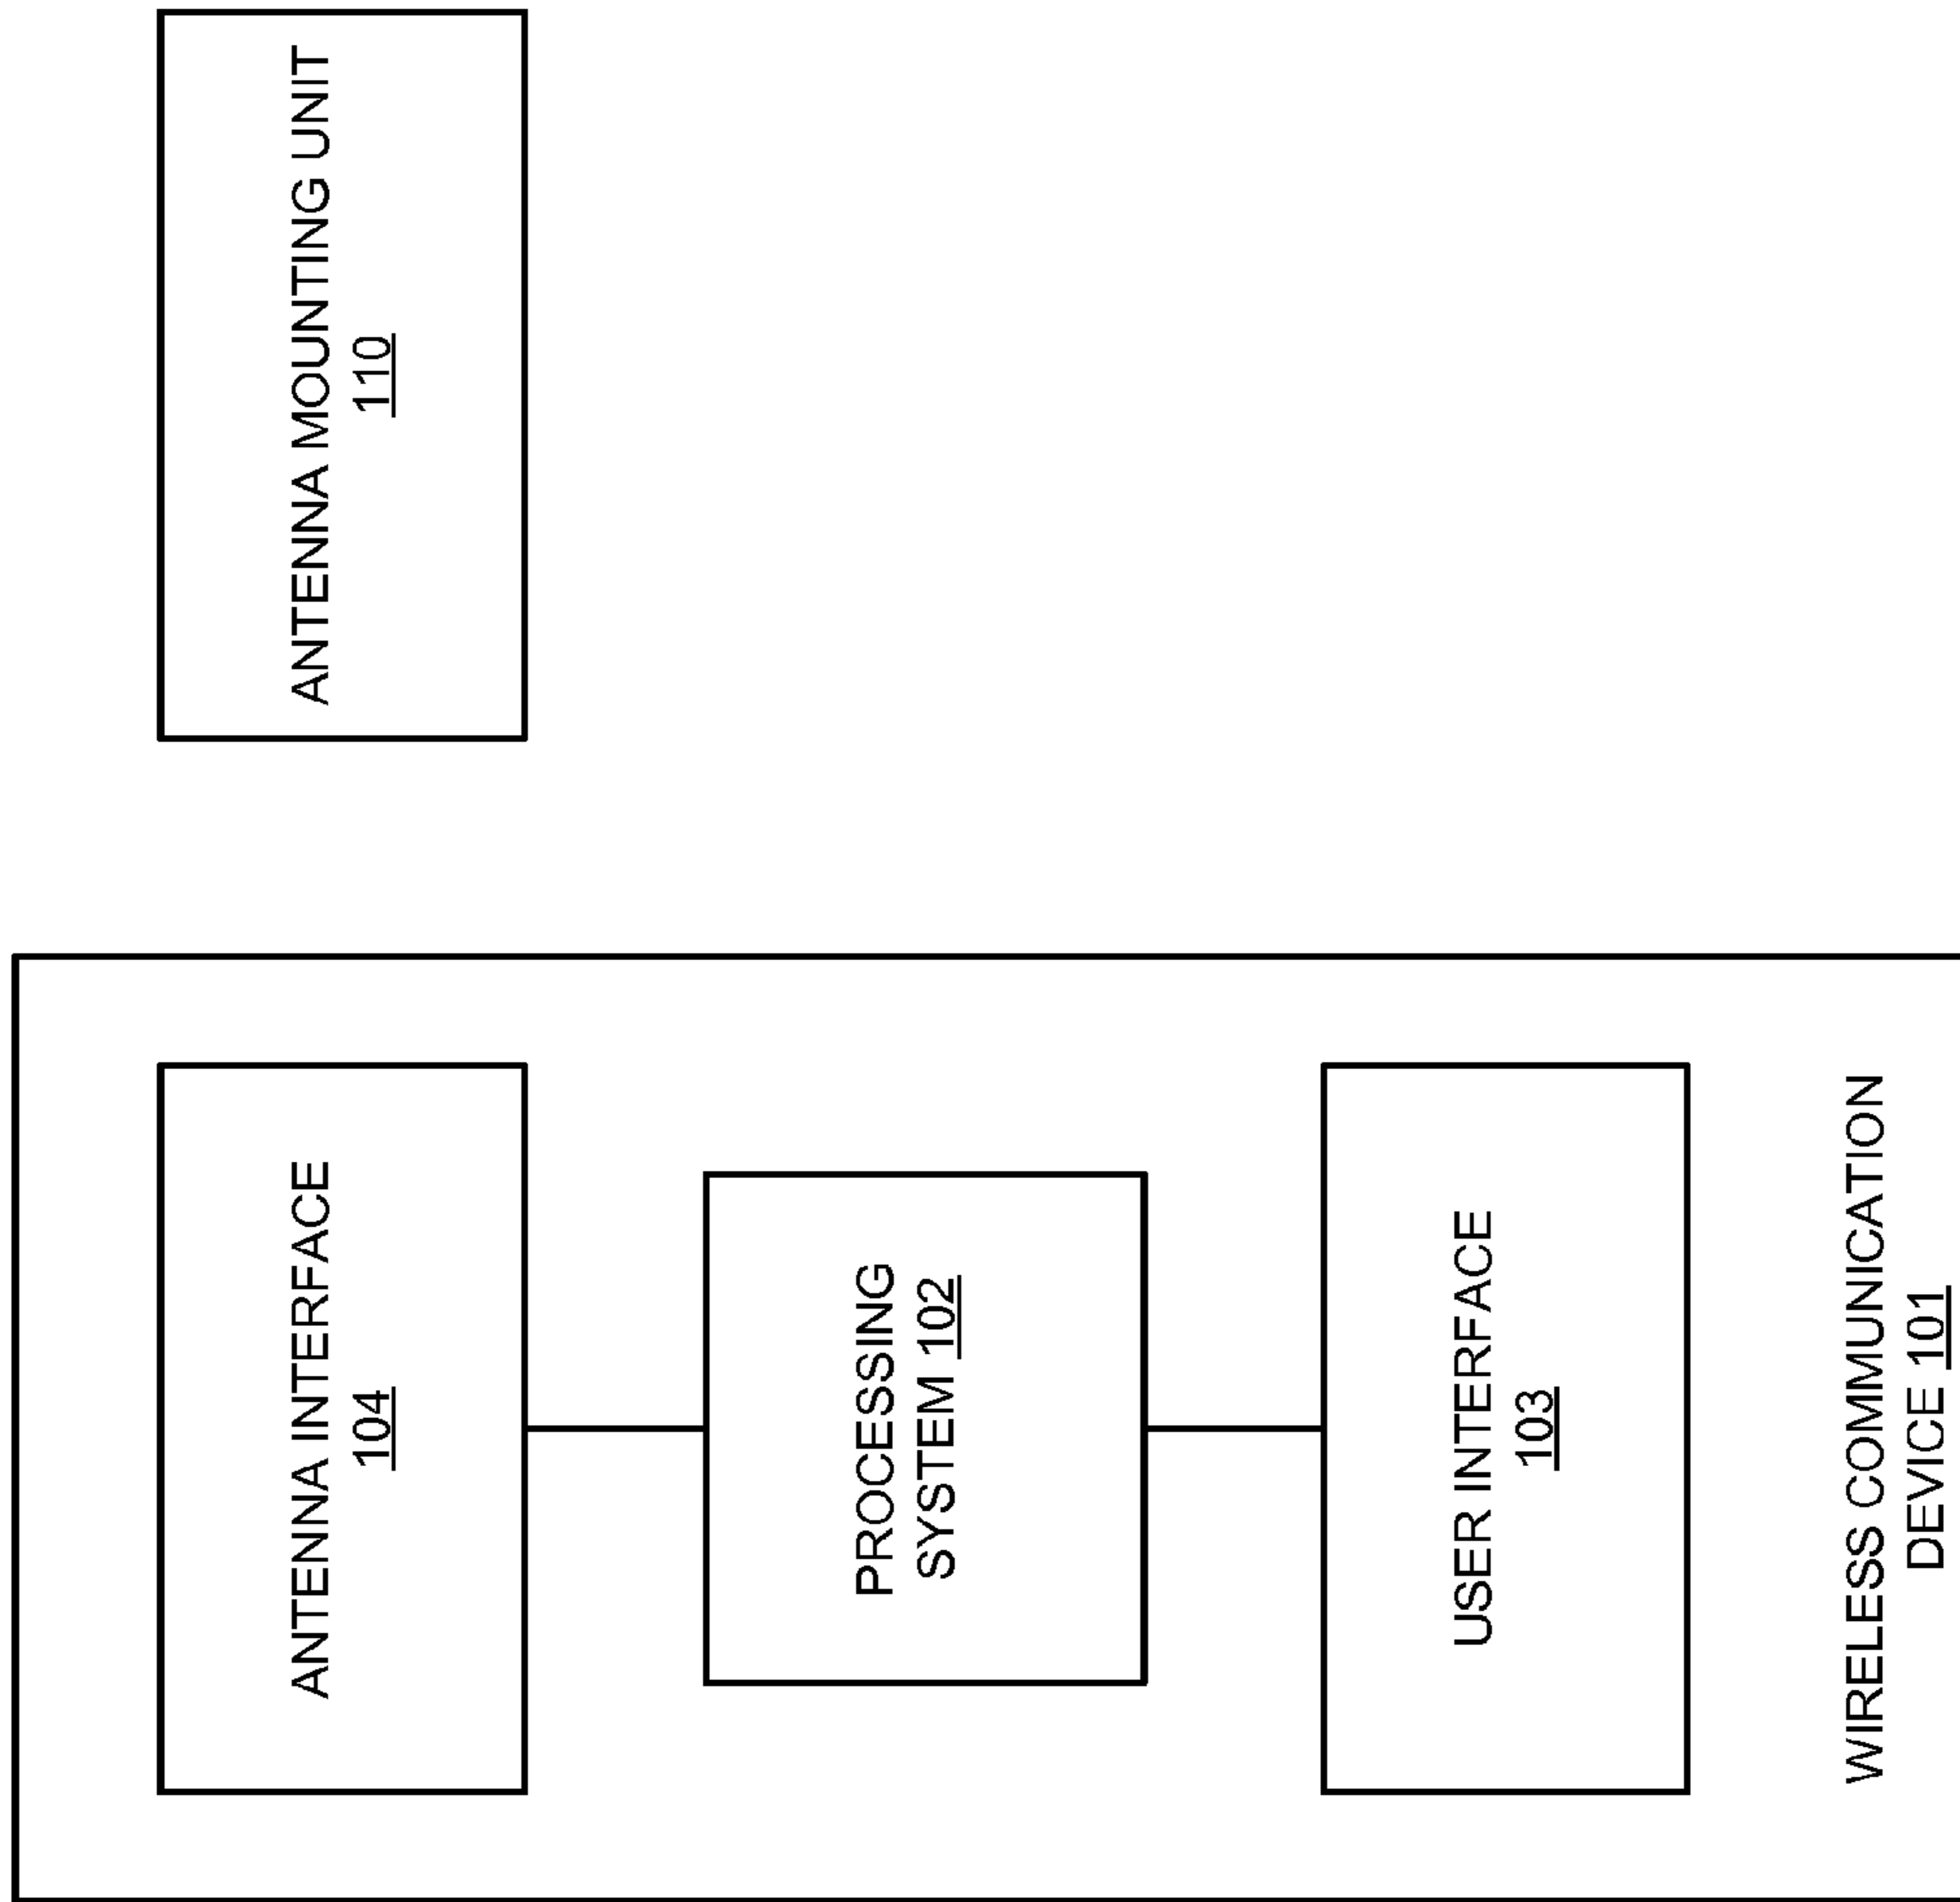 ANTENNA INTERFACE
104
PROCESSING
SYSTEM 102
USER INTERFACE
103
WIRELESS COMMUNICATION
DEVICE 101
ANTENNA MOUNTING UNIT
110